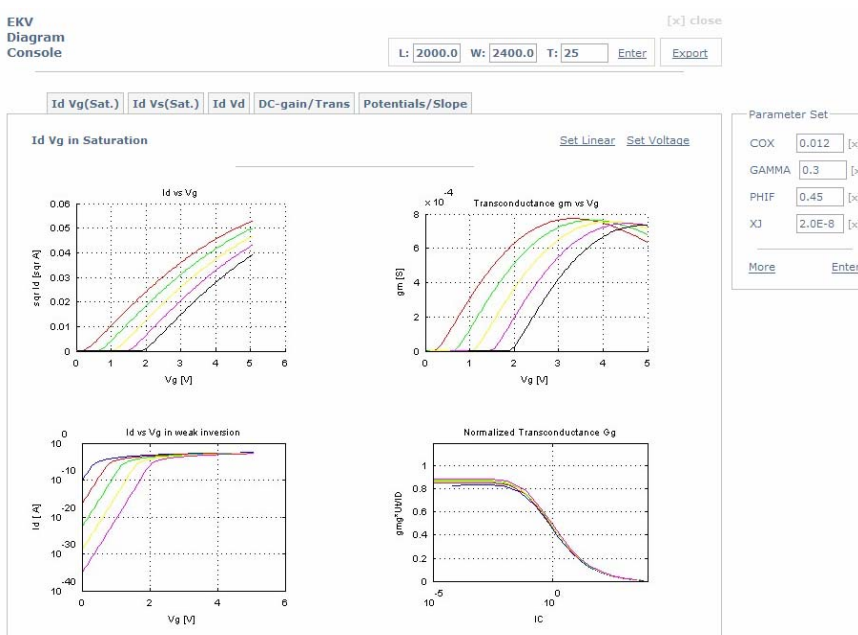 EKV
Diagram
Console
[x] close
L: 2000.0 W: 2400.0 T: 25 Enter Export
Id Vg(Sat.) Id Vs(Sat.) Id Vd DC-gain/Trans Potentials/Slope
Id Vg in Saturation Set Linear Set Voltage
Parameter Set
COX 0.012 [x
GAMMA 0.3 [x
PHIF 0.45 [x
XJ 2.0E-8 [x
More Enter
Id vs Vg
0.06
0.05
0.04
0.03
0.02
0.01
0
sqr Id [sqr A]
0 1 2 3 4 5 6
Vg [V]
x 10 -4
Transconductance gm vs Vg
8
6
4
2
0
gm [S]
0 1 2 3 4 5
Vg [V]
Id vs Vg in weak inversion
10 0
10 -10
10 -20
10 -30
10 -40
Id [A]
0 2 4 6
Vg [V]
Normalized Transconductance Gg
1
0.8
0.6
0.4
0.2
0
gmg*Ut/ID
10 -5
10 0
IC